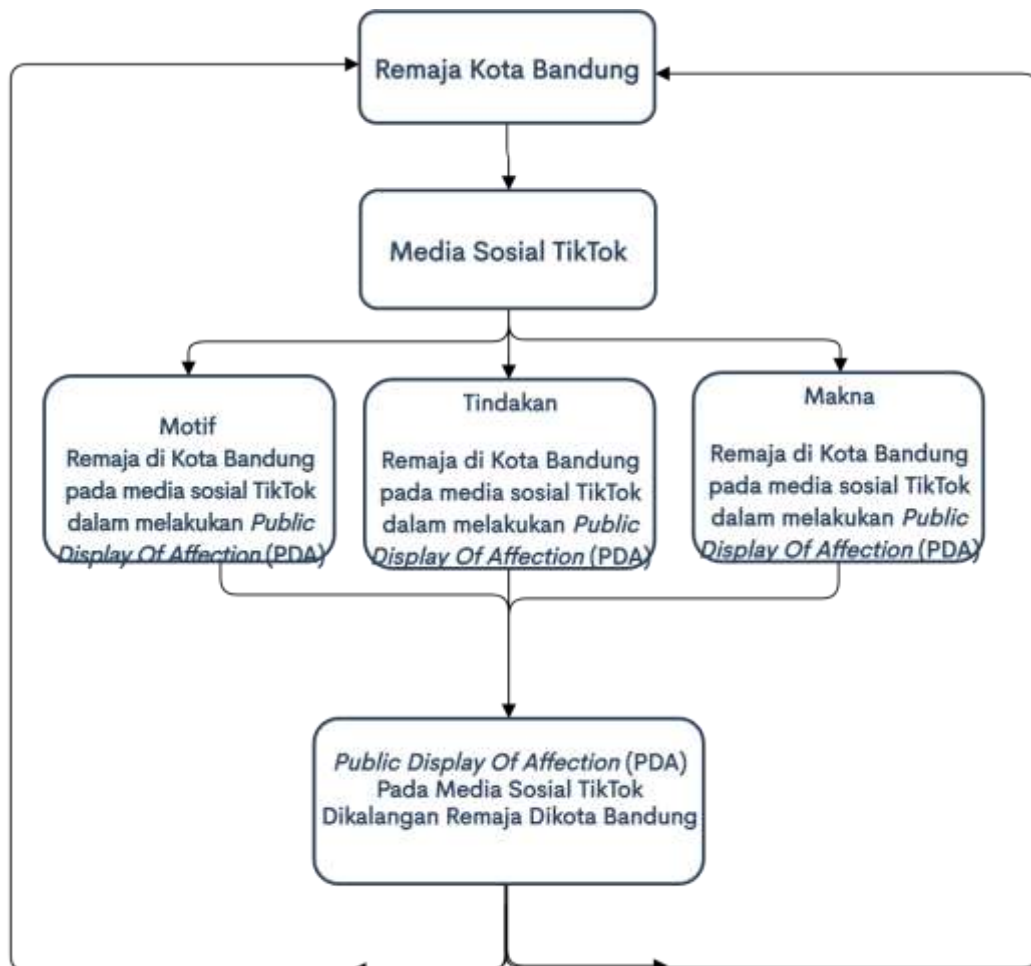 Remaja Kota Bandung
Media Sosial TikTok
Motif
Remaja di Kota Bandung
pada media sosial TikTok
dalam melakukan Public
Display Of Affection (PDA)
Tindakan
Remaja di Kota Bandung
pada media sosial TikTok
dalam melakukan Public
Display Of Affection (PDA)
Makna
Remaja di Kota Bandung
pada media sosial TikTok
dalam melakukan Public
Display Of Affection (PDA)
Public Display Of Affection (PDA)
Pada Media Sosial TikTok
Dikalangan Remaja Dikota Bandung